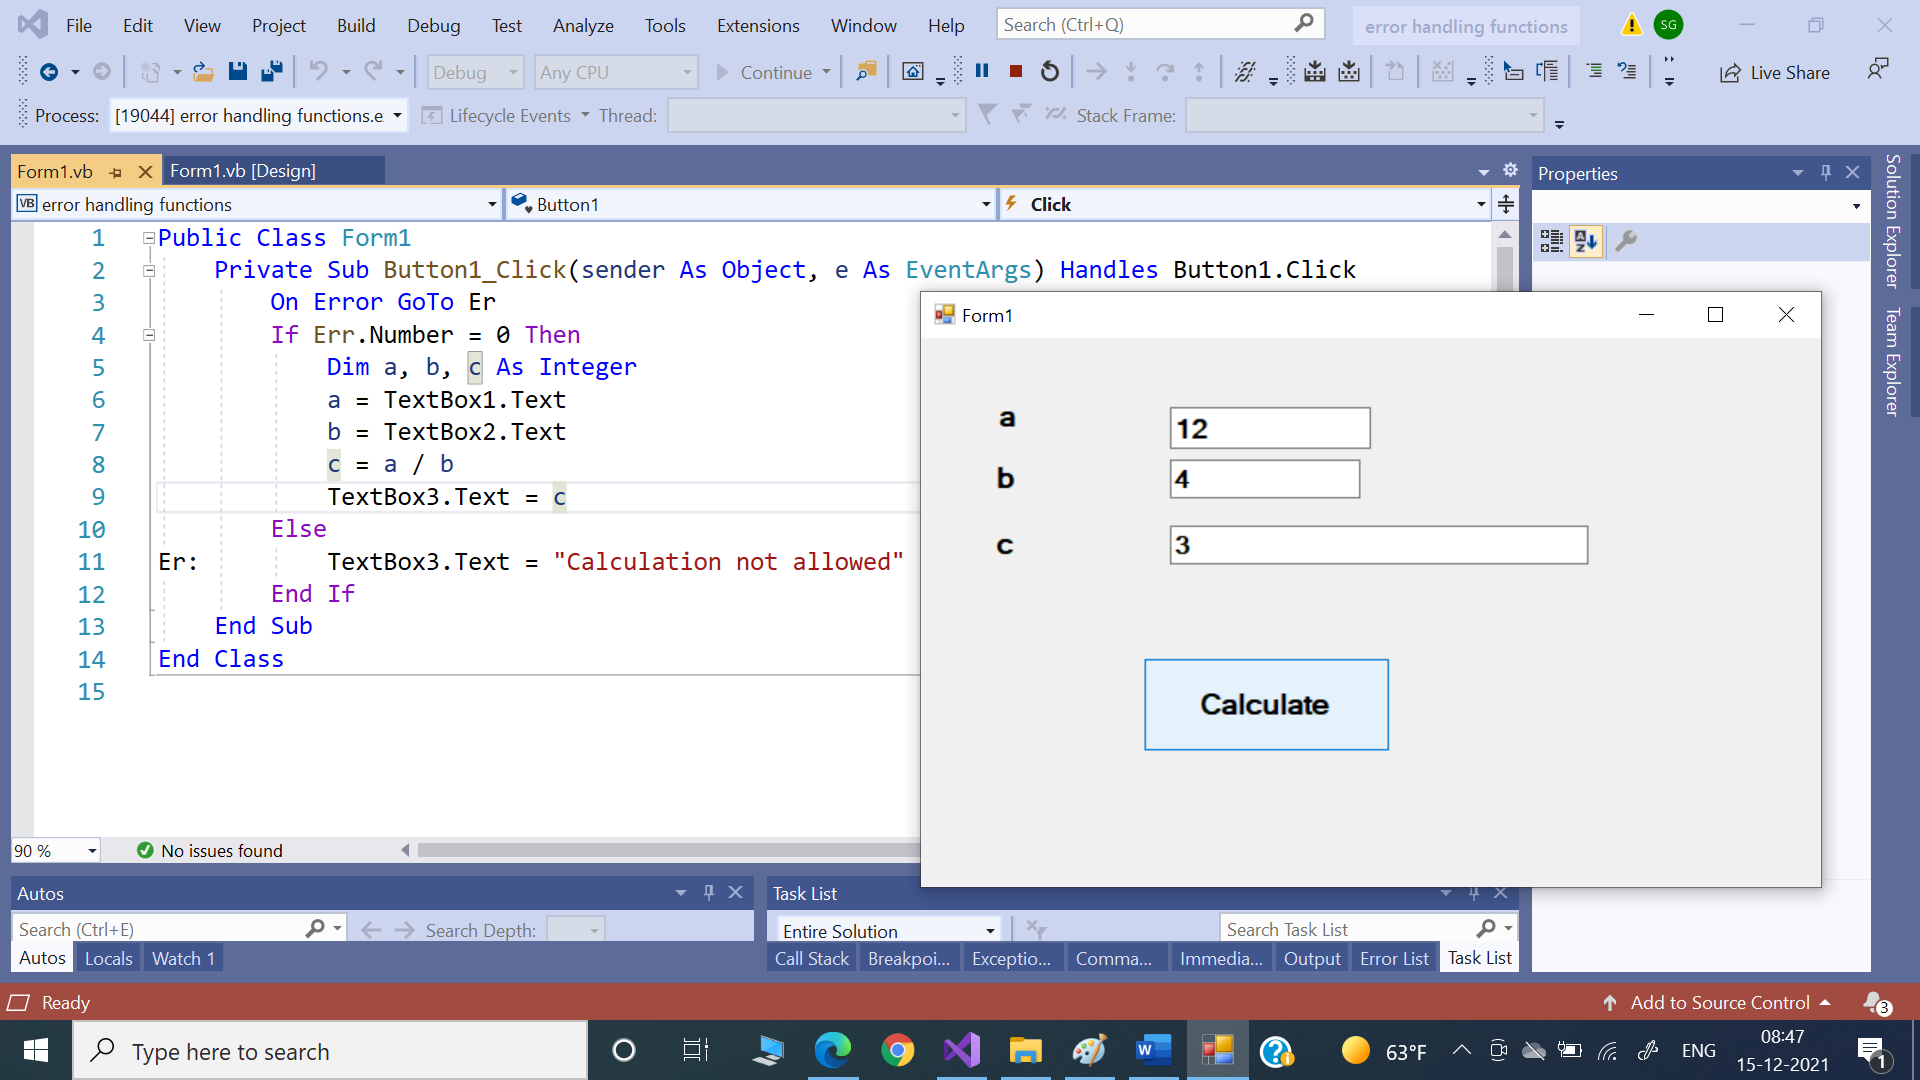 File Edit View Project Build Debug Test Analyze Tools Extensions Window Help Search (Ctrl+Q) error handling functions SG
Debug Any CPU Continue Live Share
Process: [19044] error handling functions.e: Lifecycle Events Thread: Stack Frame:
Form1.vb Form1.vb [Design] Properties
VB error handling functions Button1 Click
Solution Explorer
Team Explorer
1 Public Class Form1
2 Private Sub Button1_Click(sender As Object, e As EventArgs) Handles Button1.Click
3 On Error GoTo Er
4 If Err.Number = 0 Then
5 Dim a, b, c As Integer
6 a = TextBox1.Text
7 b = TextBox2.Text
8 c = a / b
9 TextBox3.Text = c
10 Else
11 Er: TextBox3.Text = "Calculation not allowed"
12 End If
13 End Sub
14 End Class
15
Form1
a 12
b 4
c 3
Calculate
90 % No issues found
Autos Task List
Search (Ctrl+E) Search Depth: Entire Solution Search Task List
Autos Locals Watch 1 Call Stack Breakpoi... Exceptio... Comma... Immedia... Output Error List Task List
Ready Add to Source Control 3
Type here to search 63°F ENG 08:47
15-12-2021 1